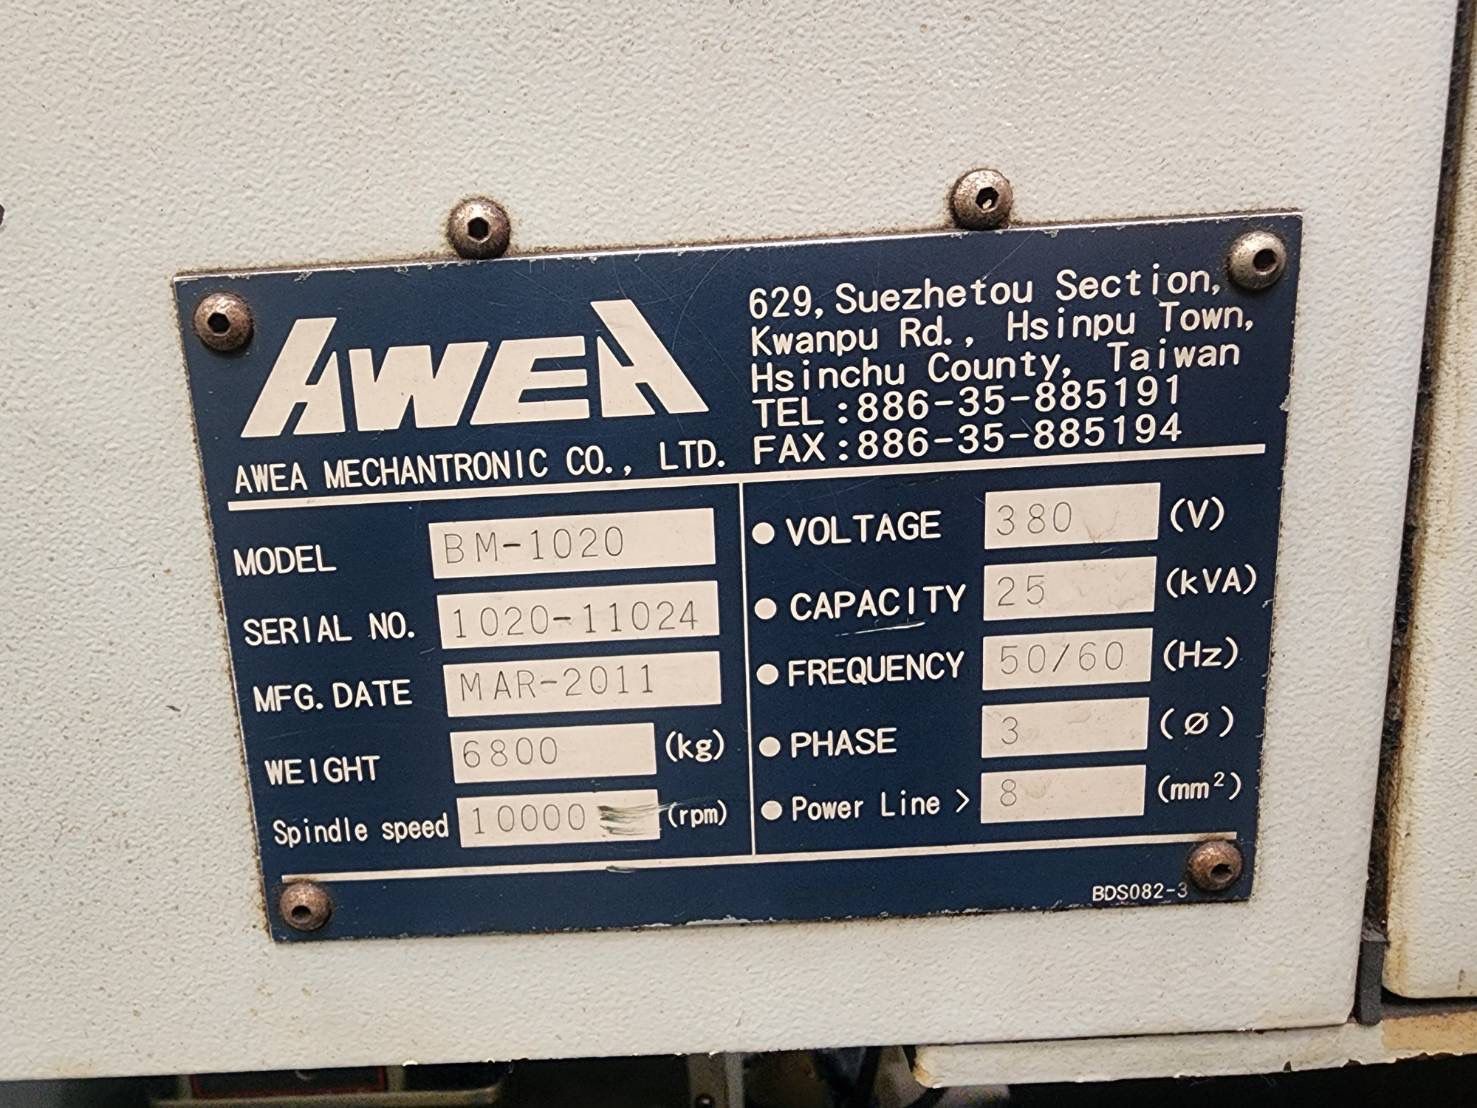 AWEA
629, Suezhetou Section,
Kwanpu Rd., Hsinpu Town,
Hsinchu County, Taiwan
TEL:886-35-885191
FAX:886-35-885194
AWEA MECHANTRONIC CO., LTD.
MODEL BM-1020
SERIAL NO. 1020-11024
MFG. DATE MAR-2011
WEIGHT 6800 (kg)
Spindle speed 10000 (rpm)
● VOLTAGE 380 (V)
● CAPACITY 25 (kVA)
● FREQUENCY 50/60 (Hz)
● PHASE 3 (Ø)
● Power Line > 8 (mm²)
BDS082-3